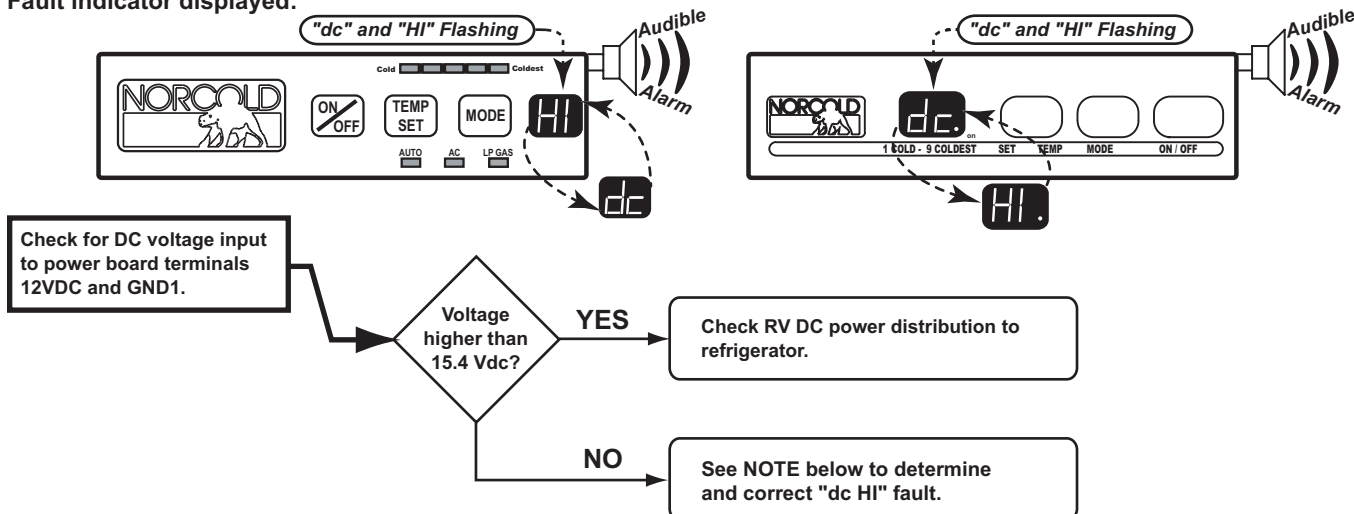 Fault indicator displayed:
"dc" and "HI" Flashing
Audible
Alarm
Cold
Coldest
NORCOLD
ON/OFF
TEMP
SET
MODE
HI
AUTO
AC
LP GAS
dc
"dc" and "HI" Flashing
Audible
Alarm
NORCOLD
dc.
on
1 COLD - 9 COLDEST
SET
TEMP
MODE
ON / OFF
HI.
Check for DC voltage input
to power board terminals
12VDC and GND1.
Voltage
higher than
15.4 Vdc?
YES
Check RV DC power distribution to
refrigerator.
NO
See NOTE below to determine
and correct "dc HI" fault.